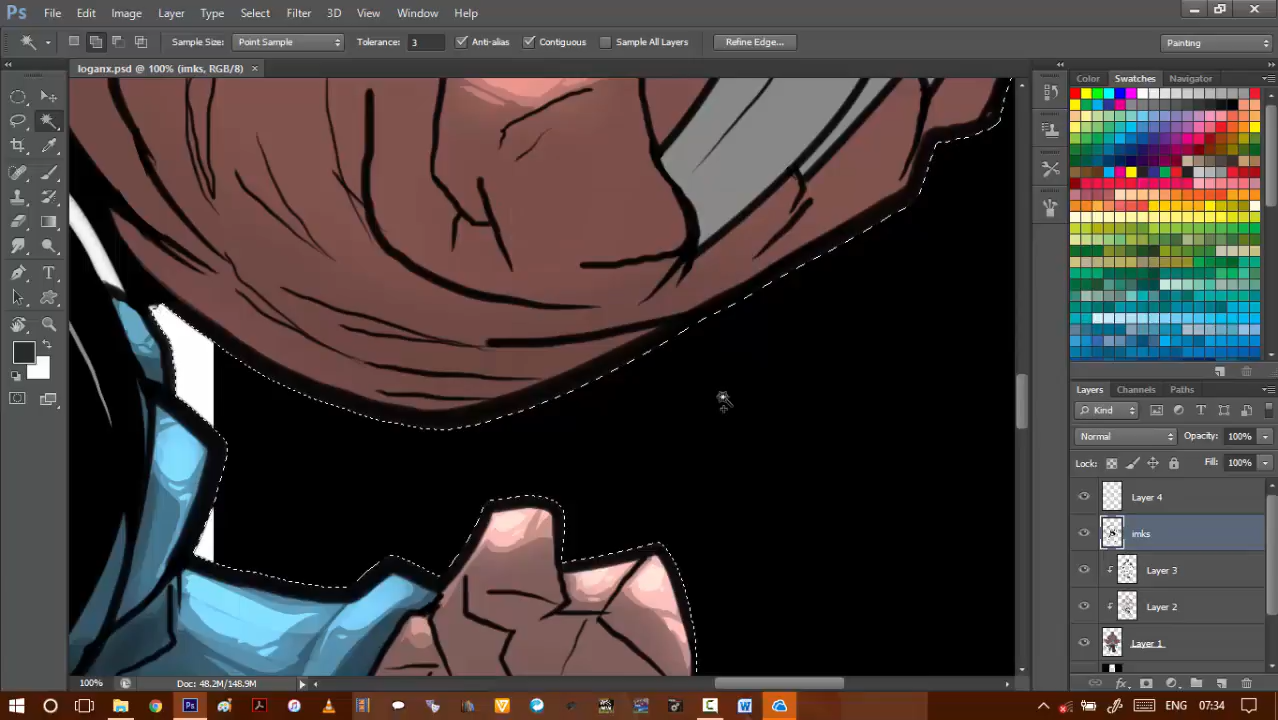 Ps File Edit Image Layer Type Select Filter 3D View Window Help
Sample Size: Point Sample Tolerance: 3 Anti-alias Contiguous Sample All Layers Refine Edge... Painting
loganx.psd @ 100% (imks, RGB/8) ×
Color Swatches Navigator
Layers Channels Paths
Kind
Normal Opacity: 100%
Lock: Fill: 100%
Layer 4
imks
Layer 3
Layer 2
Layer 1
100% Doc: 48.2M/148.9M
ENG 07:34